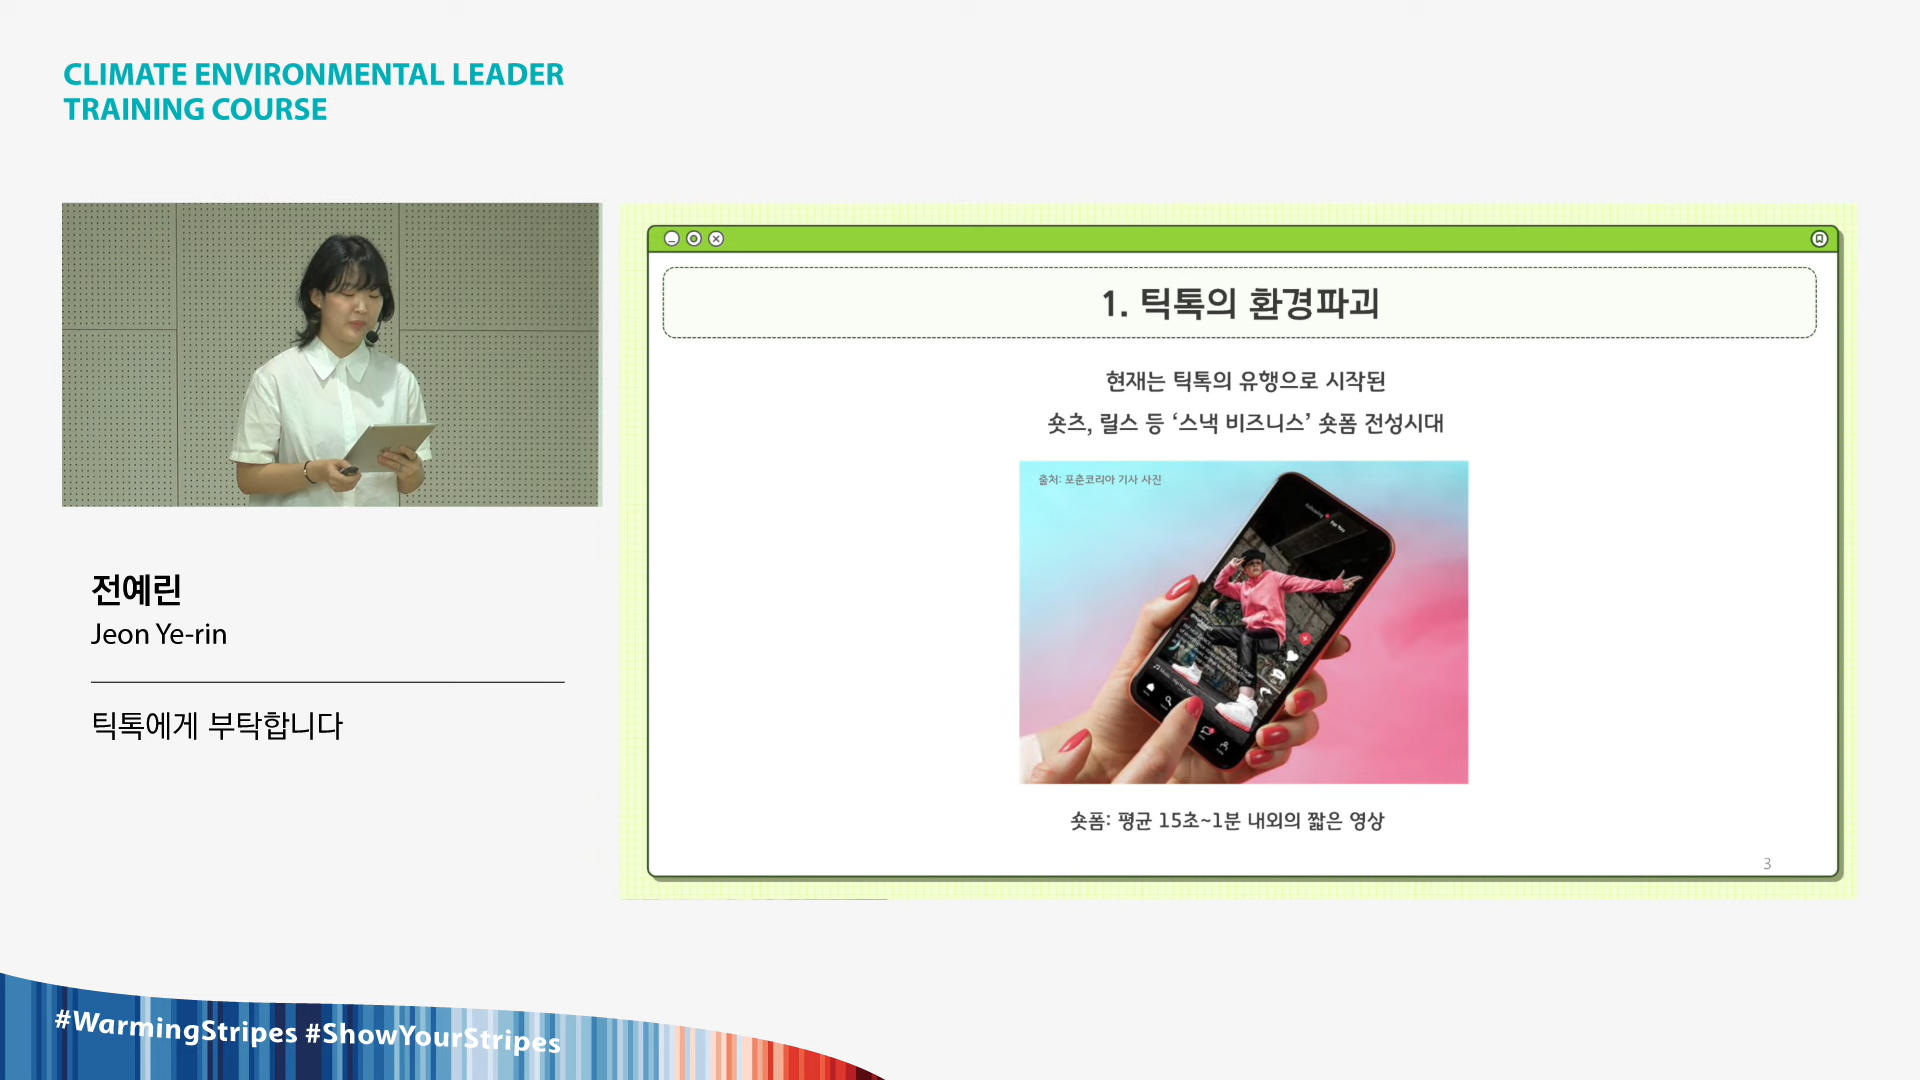 CLIMATE ENVIRONMENTAL LEADER
TRAINING COURSE
1. 틱톡의 환경파괴
현재는 틱톡의 유행으로 시작된
숏츠, 릴스 등 ‘스낵 비즈니스’ 숏폼 전성시대
출처: 포춘코리아 기사 사진
Following
For You
숏폼: 평균 15초~1분 내외의 짧은 영상
3
전예린
Jeon Ye-rin
틱톡에게 부탁합니다
#WarmingStripes #ShowYourStripes